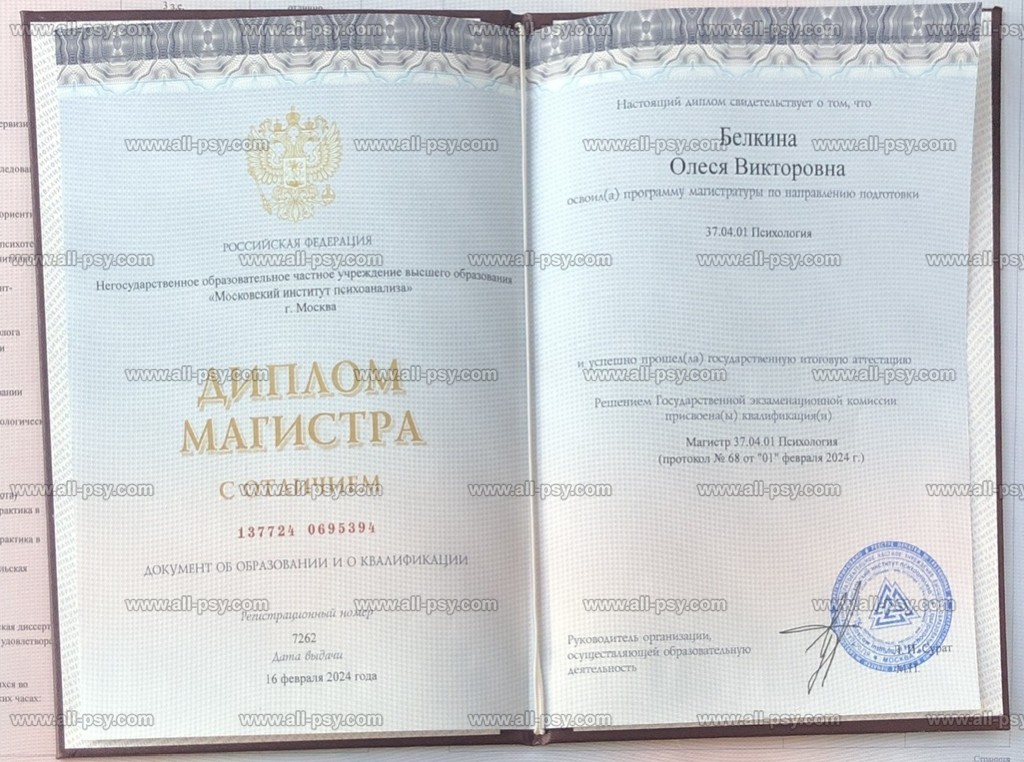 РОССИЙСКАЯ ФЕДЕРАЦИЯ
Негосударственное образовательное частное учреждение высшего образования
«Московский институт психоанализа»
г. Москва
ДИПЛОМ
МАГИСТРА
С ОТЛИЧИЕМ
137724 0695394
ДОКУМЕНТ ОБ ОБРАЗОВАНИИ И О КВАЛИФИКАЦИИ
Регистрационный номер
7262
Дата выдачи
16 февраля 2024 года
Настоящий диплом свидетельствует о том, что
Белкина
Олеся Викторовна
освоил(а) программу магистратуры по направлению подготовки
37.04.01 Психология
и успешно прошел(ла) государственную итоговую аттестацию
Решением Государственной экзаменационной комиссии
присвоена(ы) квалификация(и)
Магистр 37.04.01 Психология
(протокол № 68 от "01" февраля 2024 г.)
Руководитель организации,
осуществляющей образовательную
деятельность
Л.И. Сурат
М.П.
www.all-psy.com